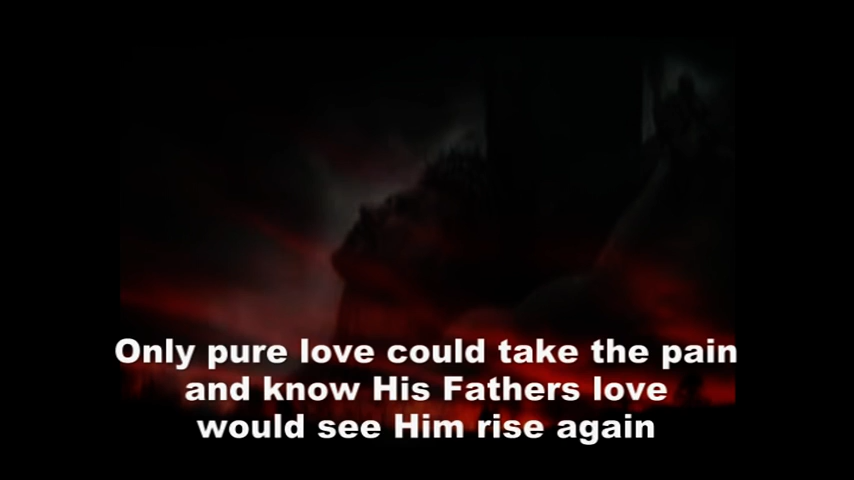 Only pure love could take the pain
and know His Fathers love
would see Him rise again